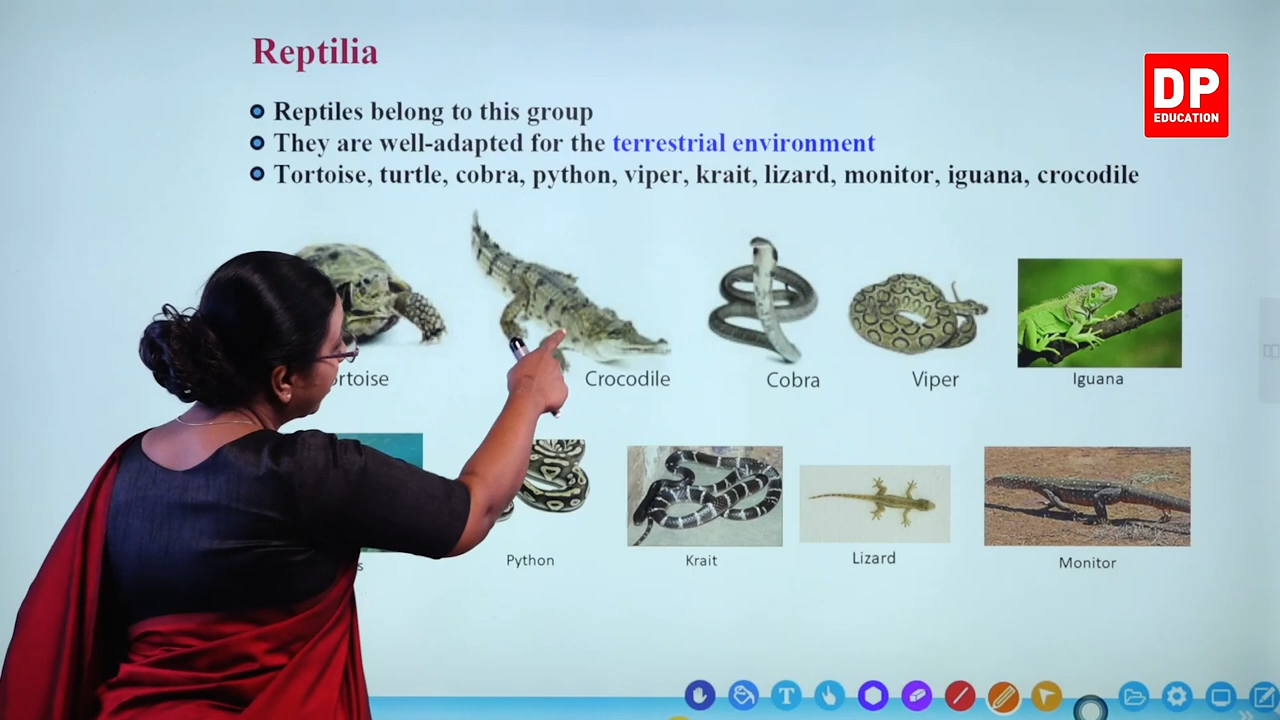 Reptilia
DP
EDUCATION
Reptiles belong to this group
They are well-adapted for the terrestrial environment
Tortoise, turtle, cobra, python, viper, krait, lizard, monitor, iguana, crocodile
Crocodile
Cobra
Viper
Iguana
Python
Krait
Lizard
Monitor
T